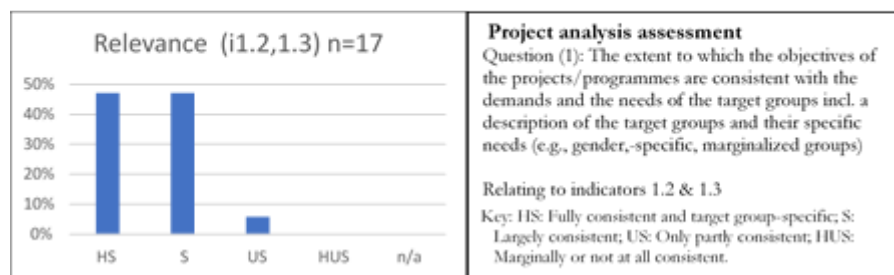 Relevance (i1.2,1.3) n=17
50%
40%
30%
20%
10%
0%
HS S US HUS n/a
Project analysis assessment
Question (1): The extent to which the objectives of
the projects/programmes are consistent with the
demands and the needs of the target groups incl. a
description of the target groups and their specific
needs (e.g., gender,-specific, marginalized groups)
Relating to indicators 1.2 & 1.3
Key: HS: Fully consistent and target group-specific; S:
Largely consistent; US: Only partly consistent; HUS:
Marginally or not at all consistent.